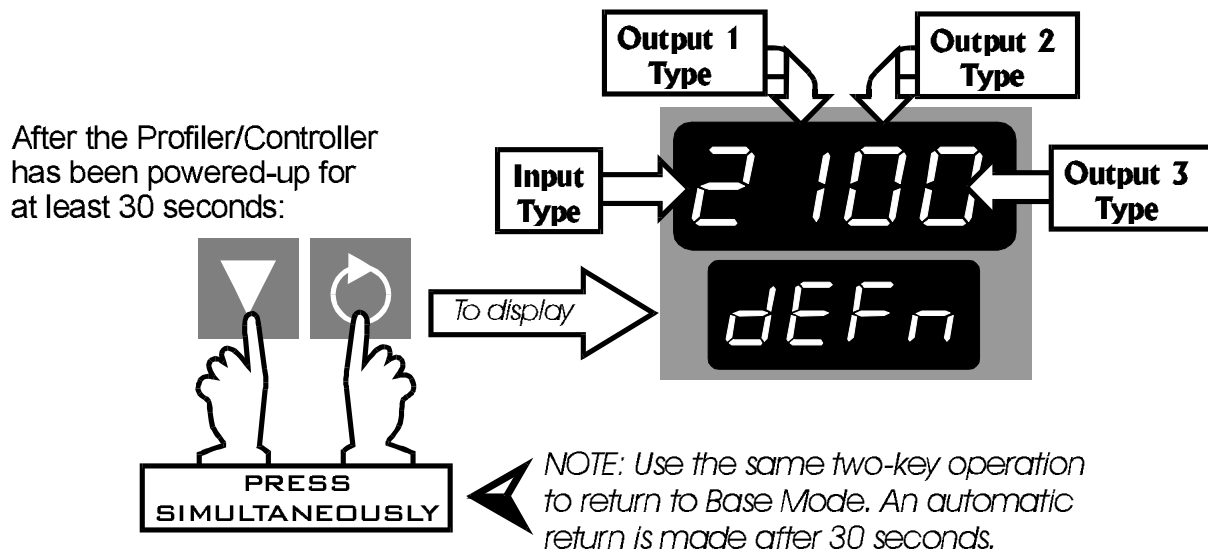 Output 1
Type
Output 2
Type
After the Profiler/Controller
has been powered-up for
at least 30 seconds:
Input
Type
2 100
Output 3
Type
To display
dEFn
PRESS
SIMULTANEOUSLY
NOTE: Use the same two-key operation
to return to Base Mode. An automatic
return is made after 30 seconds.